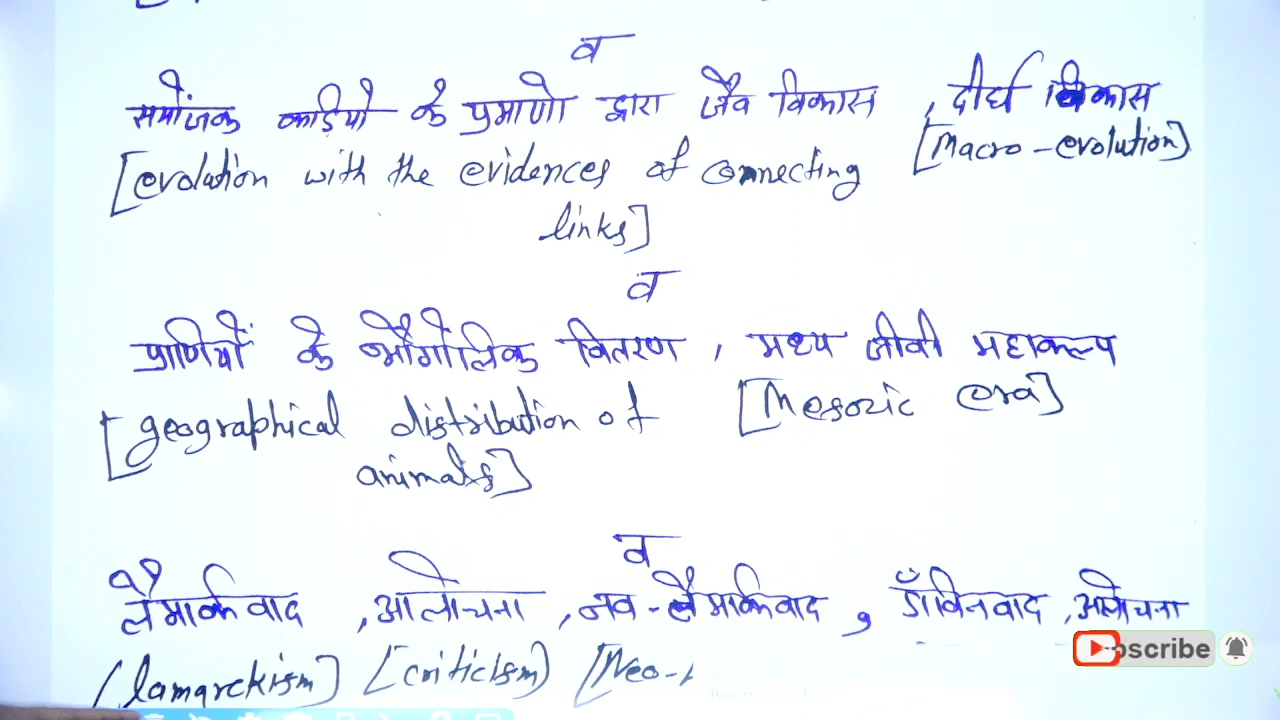 व
संयोजक कड़ियो के प्रमाणो द्वारा जैव विकास , दीर्घ विकास
[evolution with the evidences of connecting [Macro-evolution]
links]
व
प्राणियों के भौगोलिक वितरण , मध्य जीवी महाकल्प
[geographical distribution of [Mesozoic era]
animals]
व
लैमार्कवाद , आलोचना , नव-लैमार्कवाद , डॉर्विनवाद , आलोचना
[lamarckism] [criticism] [Neo-
scribe